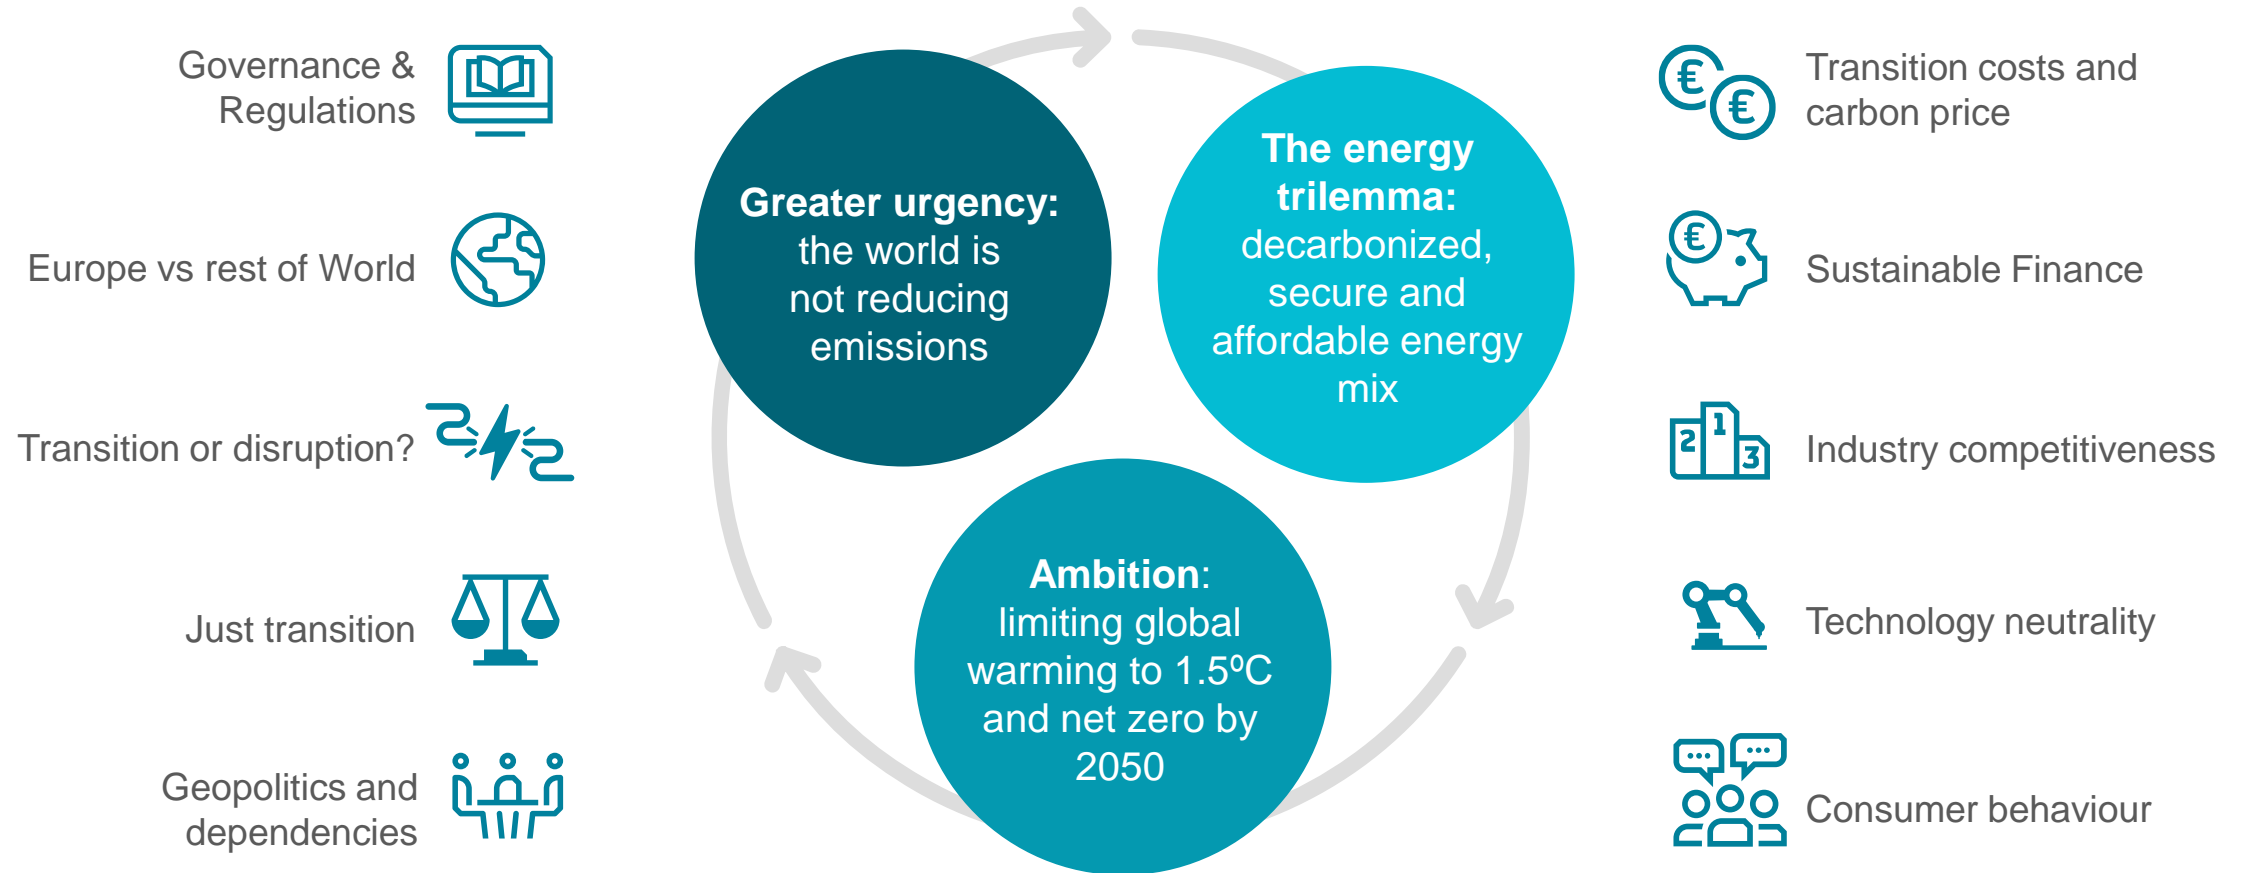 Governance &
Regulations
Europe vs rest of World
Transition or disruption?
Just transition
Geopolitics and
dependencies
Greater urgency:
the world is
not reducing
emissions
The energy
trilemma:
decarbonized,
secure and
affordable energy
mix
Ambition:
limiting global
warming to 1.5ºC
and net zero by
2050
€
€
Transition costs and
carbon price
€
Sustainable Finance
1
2
3
Industry competitiveness
Technology neutrality
Consumer behaviour